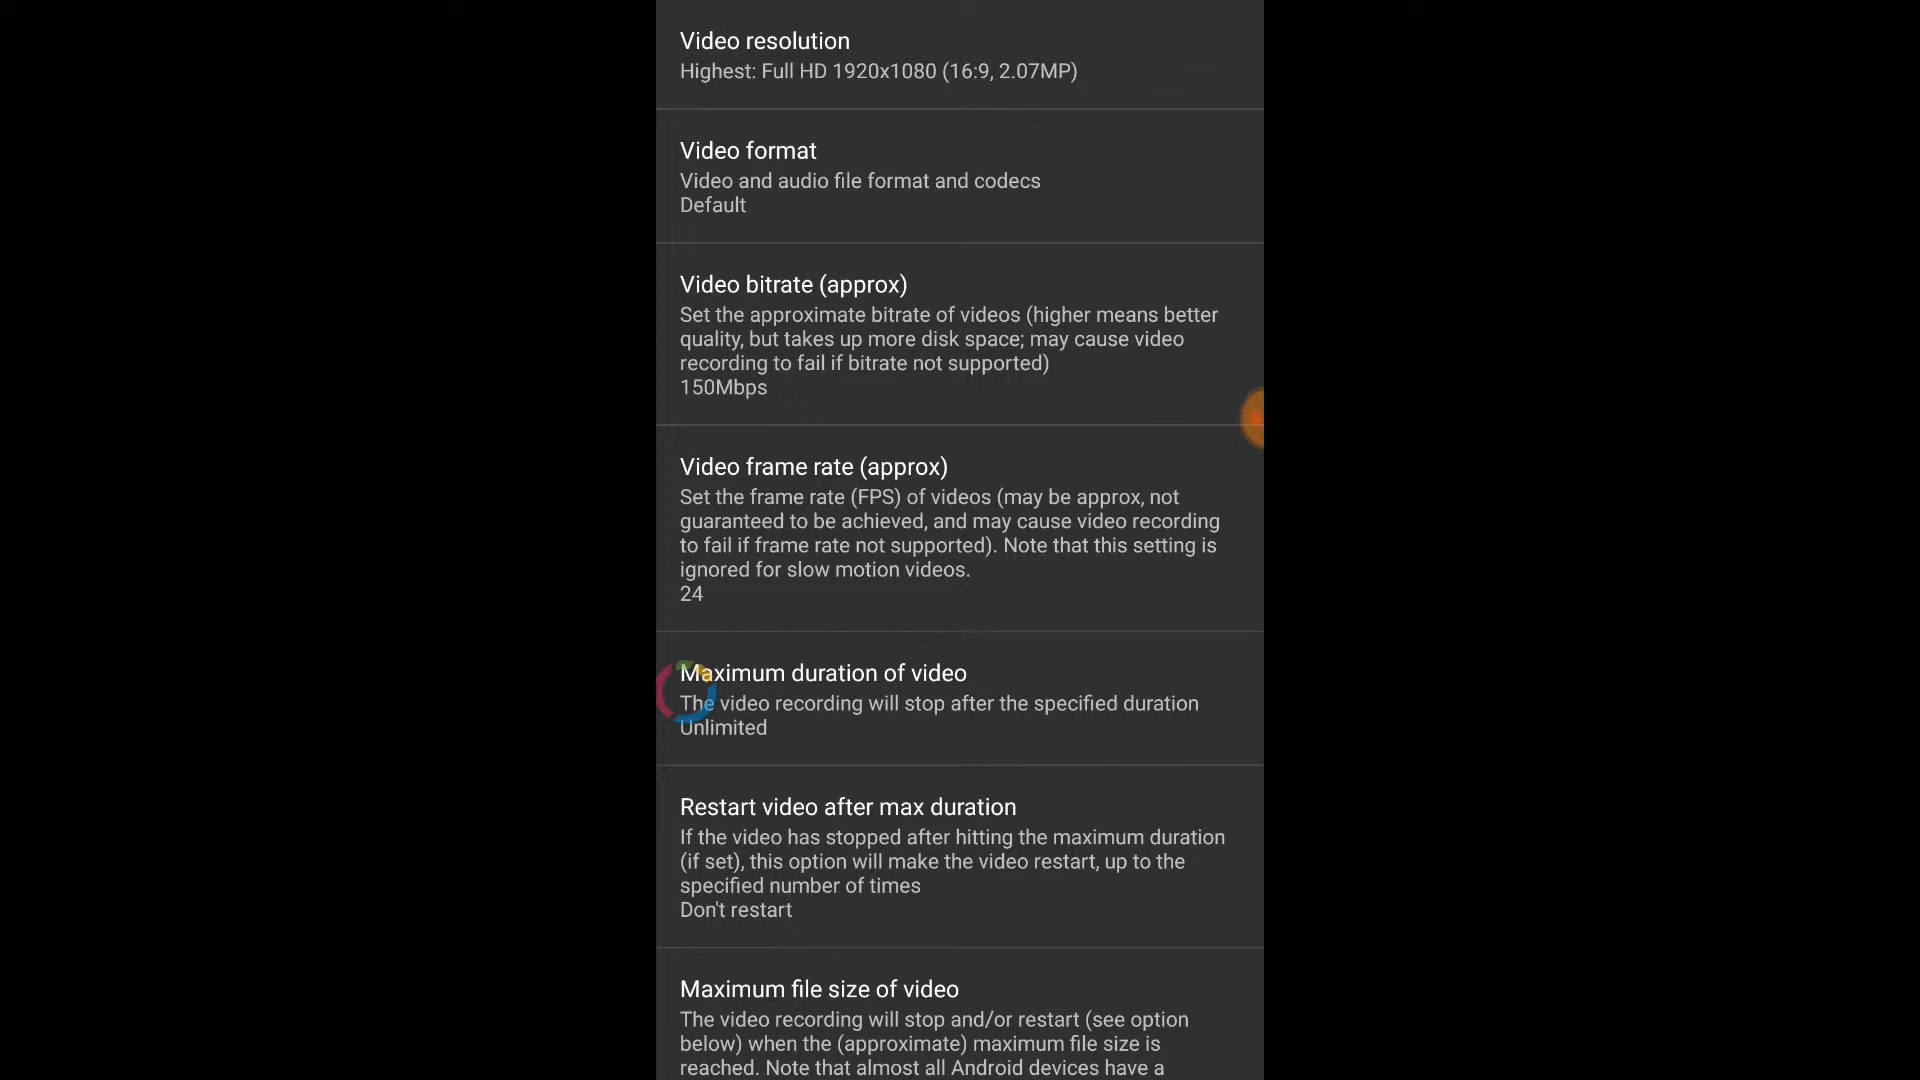 Video resolution
Highest: Full HD 1920x1080 (16:9, 2.07MP)
Video format
Video and audio file format and codecs
Default
Video bitrate (approx)
Set the approximate bitrate of videos (higher means better
quality, but takes up more disk space; may cause video
recording to fail if bitrate not supported)
150Mbps
Video frame rate (approx)
Set the frame rate (FPS) of videos (may be approx, not
guaranteed to be achieved, and may cause video recording
to fail if frame rate not supported). Note that this setting is
ignored for slow motion videos.
24
Maximum duration of video
The video recording will stop after the specified duration
Unlimited
Restart video after max duration
If the video has stopped after hitting the maximum duration
(if set), this option will make the video restart, up to the
specified number of times
Don't restart
Maximum file size of video
The video recording will stop and/or restart (see option
below) when the (approximate) maximum file size is
reached. Note that almost all Android devices have a